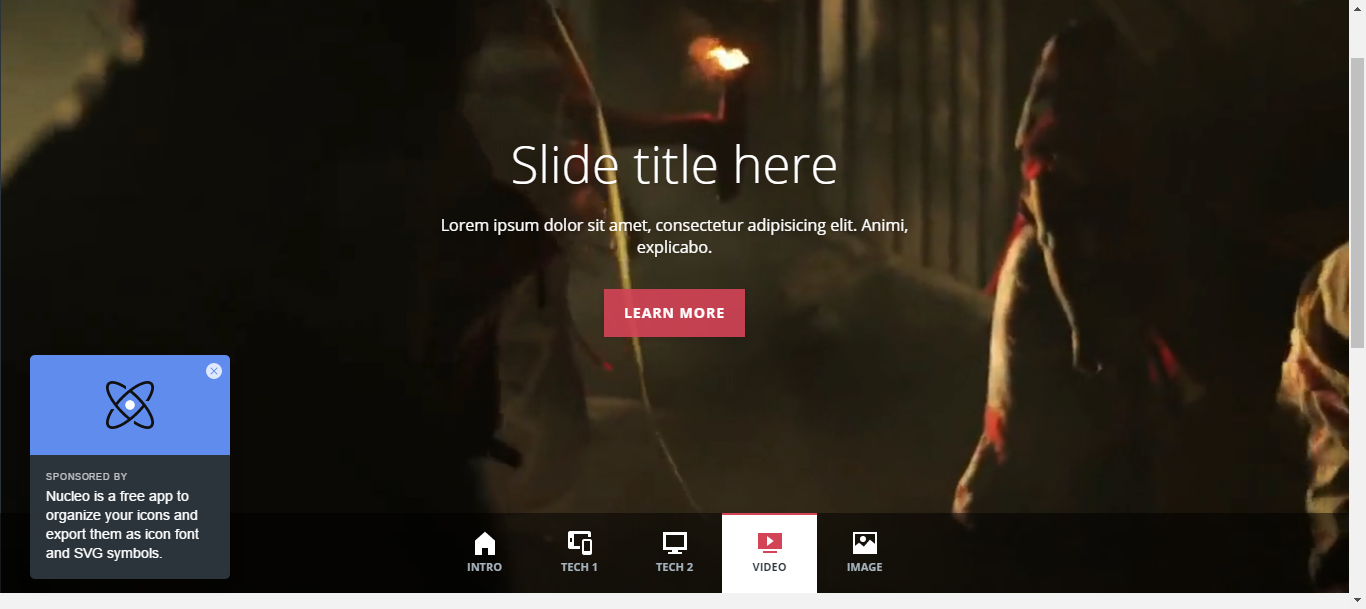 Slide title here
Lorem ipsum dolor sit amet, consectetur adipisicing elit. Animi,
explicabo.
LEARN MORE
SPONSORED BY
Nucleo is a free app to
organize your icons and
export them as icon font
and SVG symbols.
INTRO
TECH 1
TECH 2
VIDEO
IMAGE